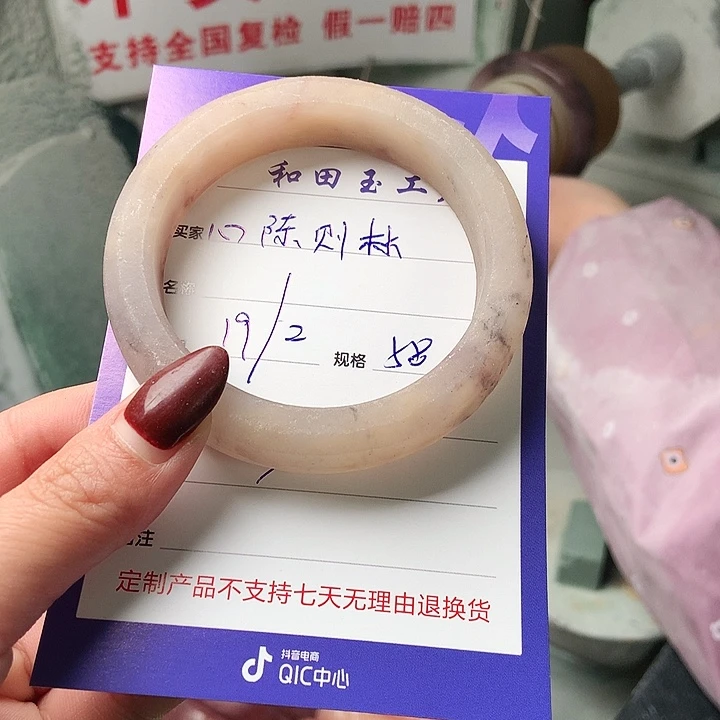 支持全国复检 假一赔四
和田玉工
买家 陈则林
名称
19/2 规格 58
注
定制产品不支持七天无理由退换货
抖音电商
QIC中心